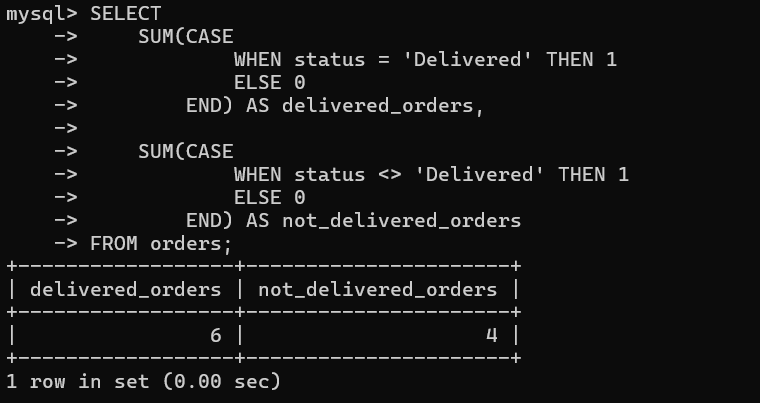 mysql> SELECT
    ->     SUM(CASE
    ->             WHEN status = 'Delivered' THEN 1
    ->             ELSE 0
    ->         END) AS delivered_orders,
    ->
    ->     SUM(CASE
    ->             WHEN status <> 'Delivered' THEN 1
    ->             ELSE 0
    ->         END) AS not_delivered_orders
    -> FROM orders;
+------------------+----------------------+
| delivered_orders | not_delivered_orders |
+------------------+----------------------+
|                6 |                    4 |
+------------------+----------------------+
1 row in set (0.00 sec)